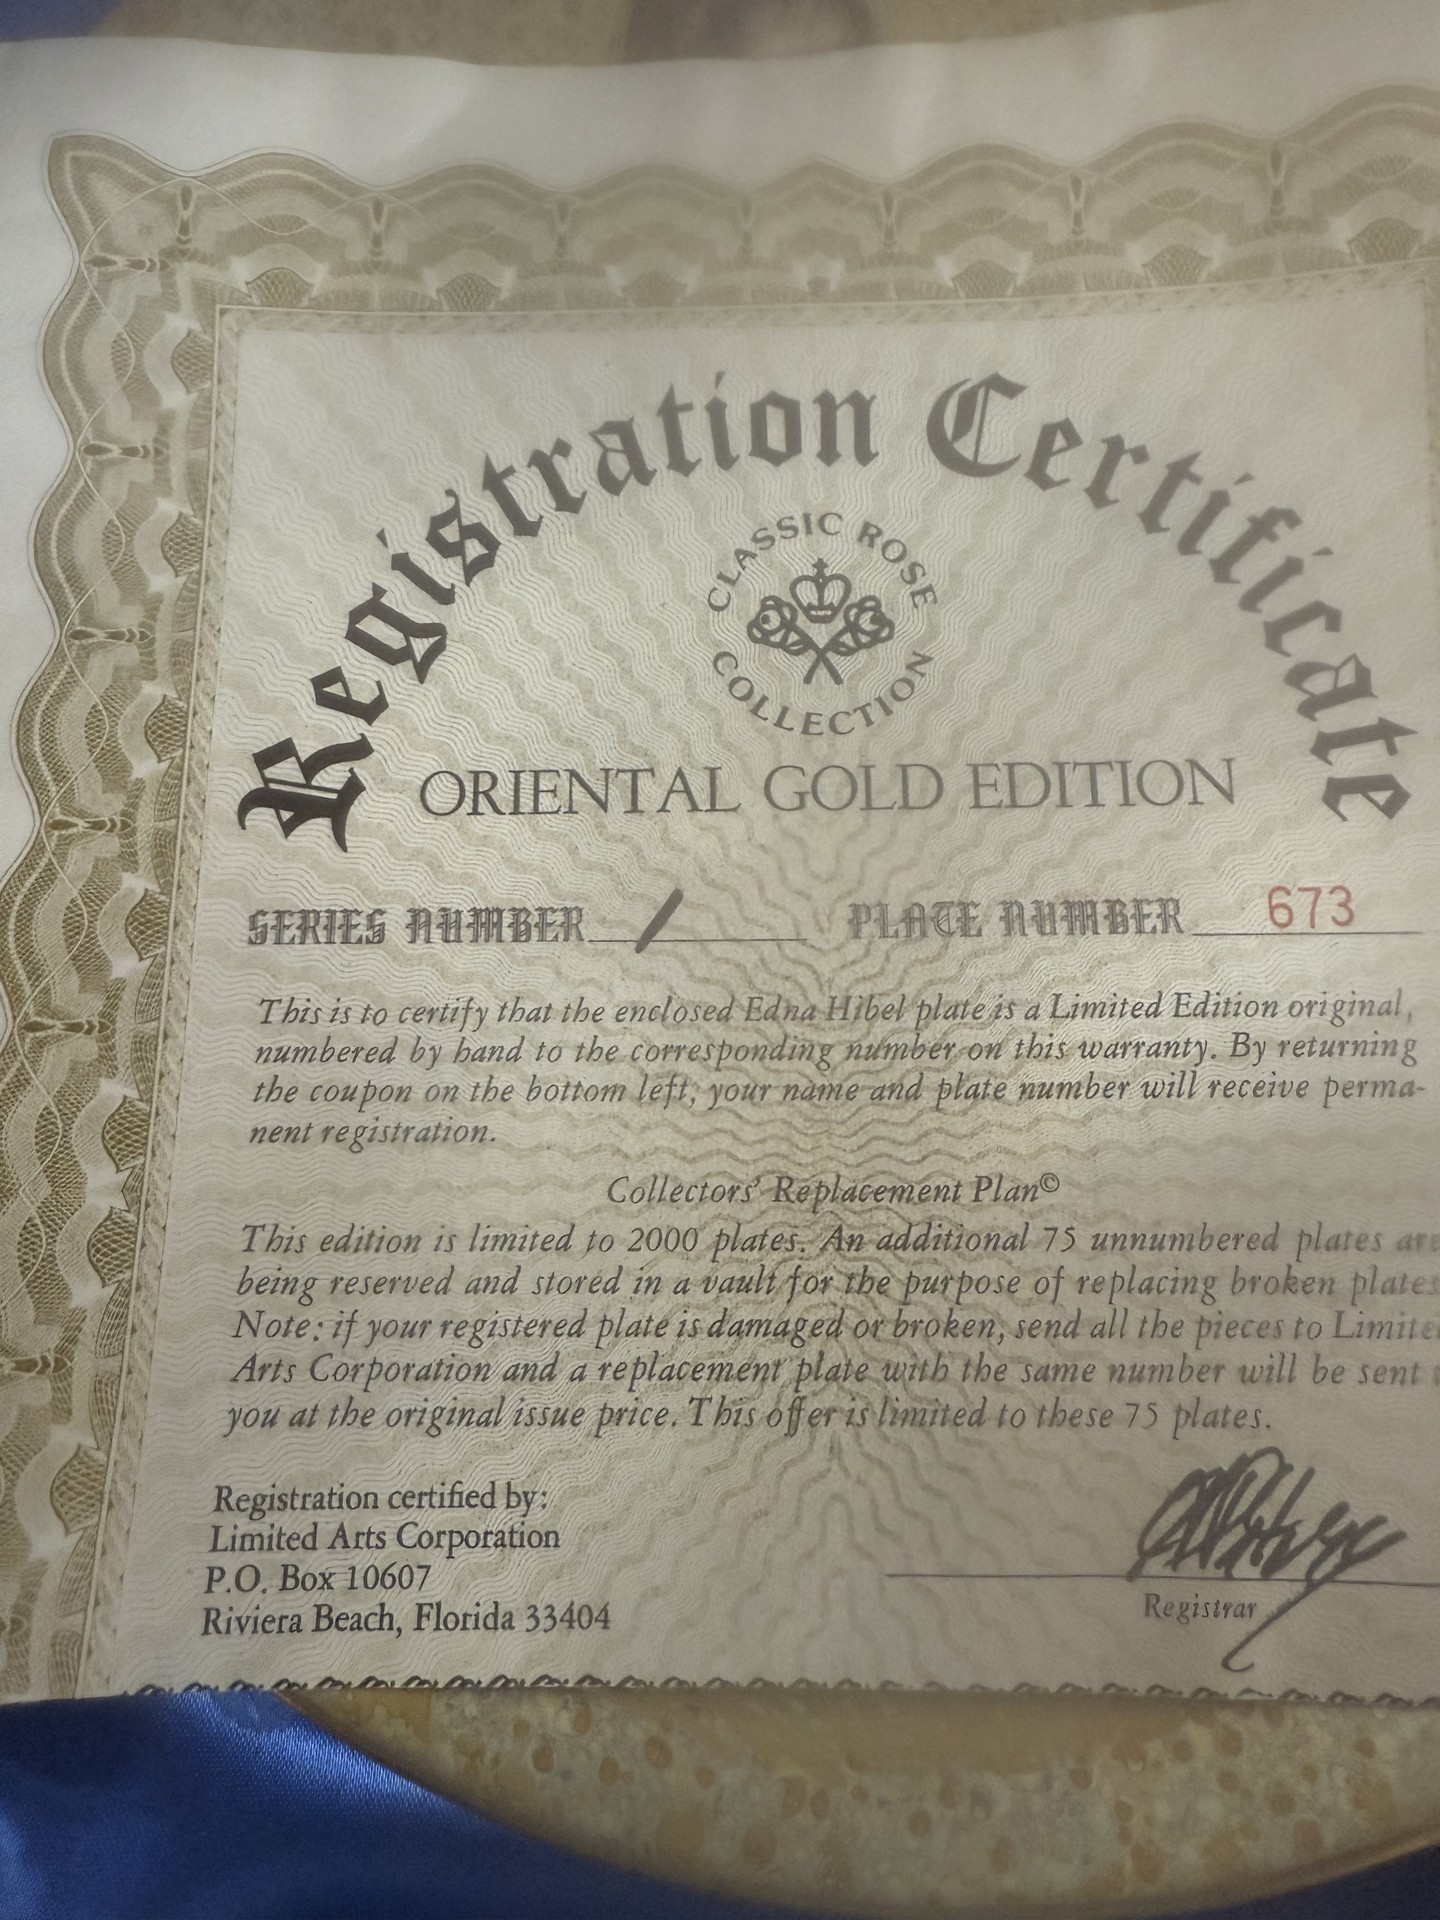 Registration Certificate
CLASSIC ROSE
COLLECTION
ORIENTAL GOLD EDITION
SERIES NUMBER / PLATE NUMBER 673
This is to certify that the enclosed Edna Hibel plate is a Limited Edition original,
numbered by hand to the corresponding number on this warranty. By returning
the coupon on the bottom left, your name and plate number will receive perma-
nent registration.
Collectors' Replacement Plan©
This edition is limited to 2000 plates. An additional 75 unnumbered plates are
being reserved and stored in a vault for the purpose of replacing broken plates
Note: if your registered plate is damaged or broken, send all the pieces to Limite
Arts Corporation and a replacement plate with the same number will be sent
you at the original issue price. This offer is limited to these 75 plates.
Registration certified by:
Limited Arts Corporation
P.O. Box 10607
Riviera Beach, Florida 33404
Registrar